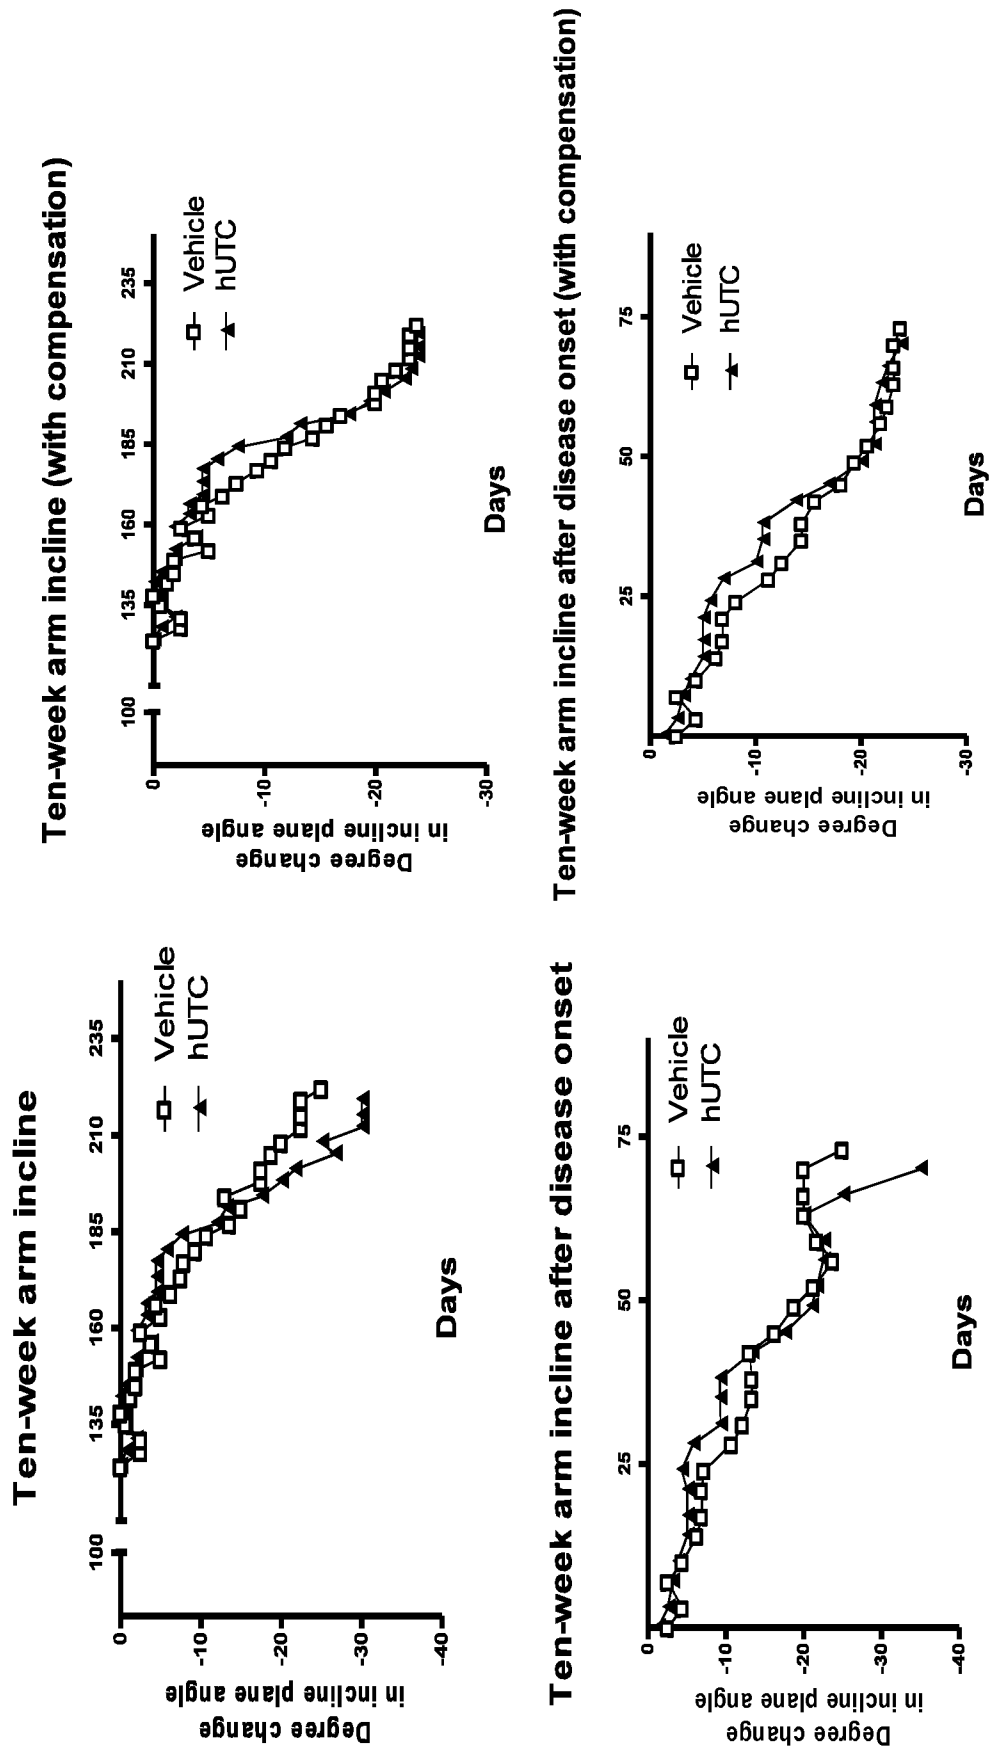 Ten-week arm incline
Degree change
in incline plane angle
0
-10
-20
-30
-40
100
135
160
185
210
235
Vehicle
hUTC
Days
Ten-week arm incline (with compensation)
Degree change
in incline plane angle
0
-10
-20
-30
100
135
160
185
210
235
Vehicle
hUTC
Days
Ten-week arm incline after disease onset
Degree change
in incline plane angle
0
-10
-20
-30
-40
25
50
75
Vehicle
hUTC
Days
Ten-week arm incline after disease onset (with compensation)
Degree change
in incline plane angle
0
-10
-20
-30
25
50
75
Vehicle
hUTC
Days